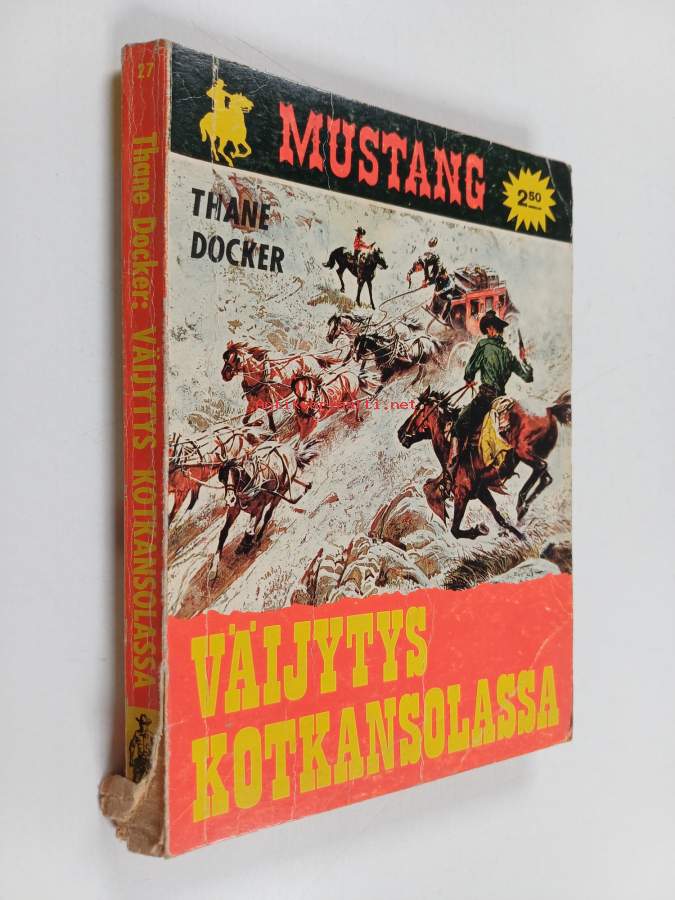 27
Thane Docker: VÄIJYTYS KOTKANSOLASSA
MUSTANG
2.50
THANE
DOCKER
VÄIJYTYS
KOTKANSOLASSA